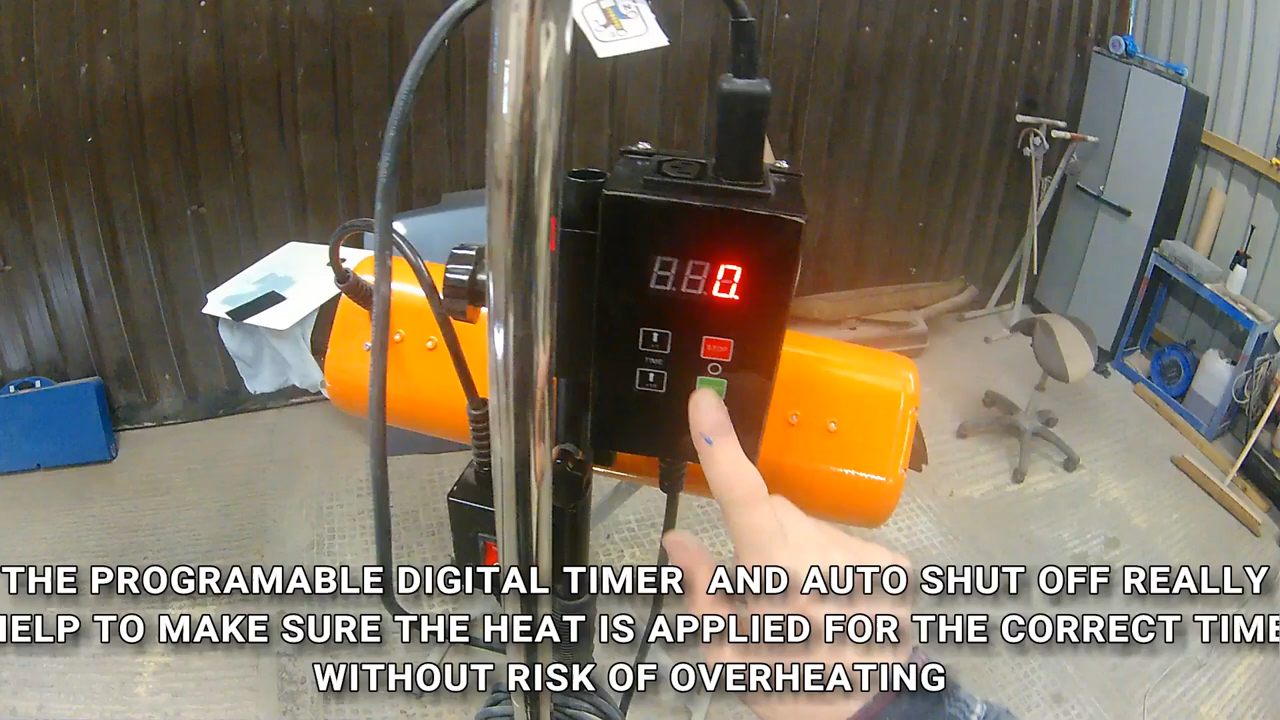 0.
STOP
TIME
THE PROGRAMABLE DIGITAL TIMER AND AUTO SHUT OFF REALLY
HELP TO MAKE SURE THE HEAT IS APPLIED FOR THE CORRECT TIME
WITHOUT RISK OF OVERHEATING